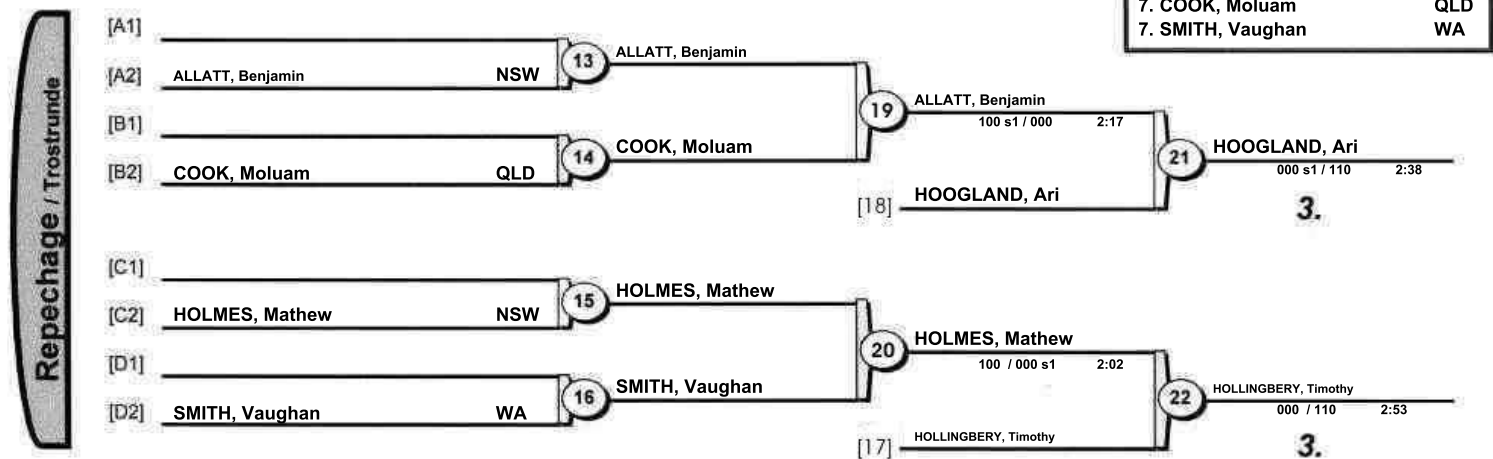 7. COOK, Moluam QLD
7. SMITH, Vaughan WA
Repechage / Trostrunde
[A1]
[A2] ALLATT, Benjamin NSW
13
ALLATT, Benjamin
[B1]
[B2] COOK, Moluam QLD
14
COOK, Moluam
19
ALLATT, Benjamin
100 s1 / 000 2:17
[18] HOOGLAND, Ari
21
HOOGLAND, Ari
000 s1 / 110 2:38
3.
[C1]
[C2] HOLMES, Mathew NSW
15
HOLMES, Mathew
[D1]
[D2] SMITH, Vaughan WA
16
SMITH, Vaughan
20
HOLMES, Mathew
100 / 000 s1 2:02
[17] HOLLINGBERY, Timothy
22
HOLLINGBERY, Timothy
000 / 110 2:53
3.